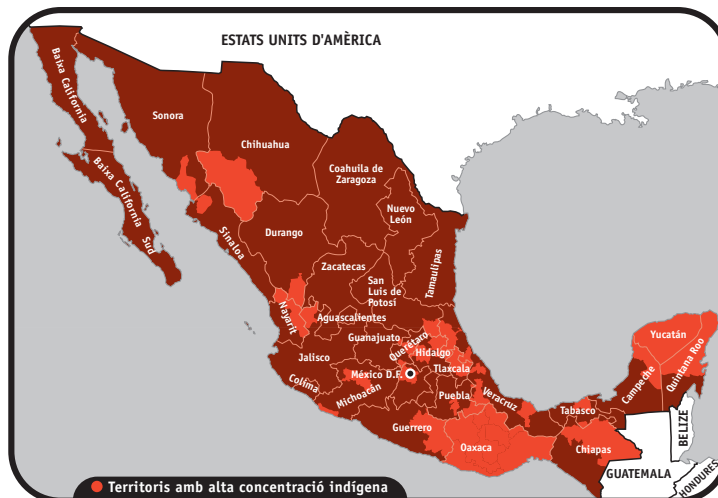 ESTATS UNITS D'AMÈRICA
Baixa California
Sonora
Chihuahua
Coahuila de
Zaragoza
Baixa California Sud
Nuevo
León
Sinaloa
Durango
Tamaulipas
Zacatecas
San
Luis de
Potosí
Nayarit
Aguascalientes
Guanajuato
Querétaro
Hidalgo
Yucatán
Quintana Roo
Jalisco
México D.F.
Tlaxcala
Campeche
Colima
Michoacán
Puebla
Veracruz
Tabasco
Guerrero
Oaxaca
Chiapas
BELIZE
GUATEMALA
HONDURES
Territoris amb alta concentració indígena